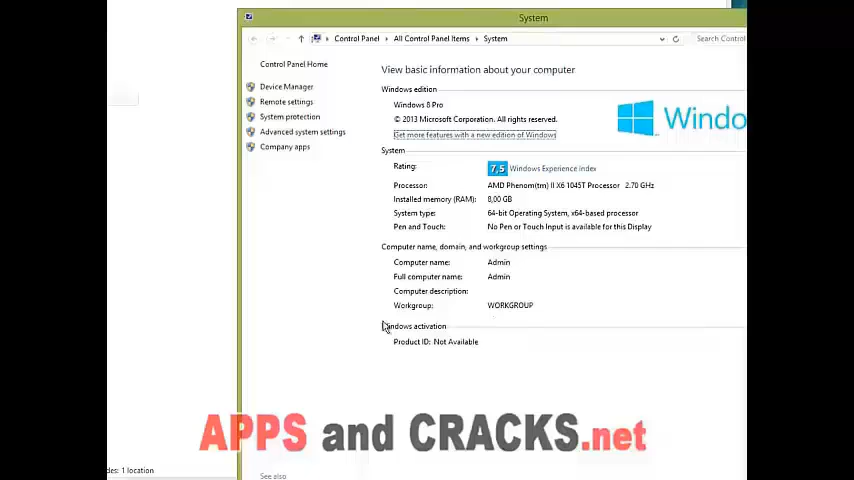 System
Control Panel
All Control Panel Items
System
Search Control
Control Panel Home
Device Manager
Remote settings
System protection
Advanced system settings
Company apps
See also
View basic information about your computer
Windows edition
Windows 8 Pro
© 2013 Microsoft Corporation. All rights reserved.
Get more features with a new edition of Windows
Windo
System
Rating: 7,5 Windows Experience Index
Processor: AMD Phenom(tm) II X6 1045T Processor 2.70 GHz
Installed memory (RAM): 8,00 GB
System type: 64-bit Operating System, x64-based processor
Pen and Touch: No Pen or Touch Input is available for this Display
Computer name, domain, and workgroup settings
Computer name: Admin
Full computer name: Admin
Computer description:
Workgroup: WORKGROUP
Windows activation
Product ID: Not Available
APPS and CRACKS.net
des: 1 location